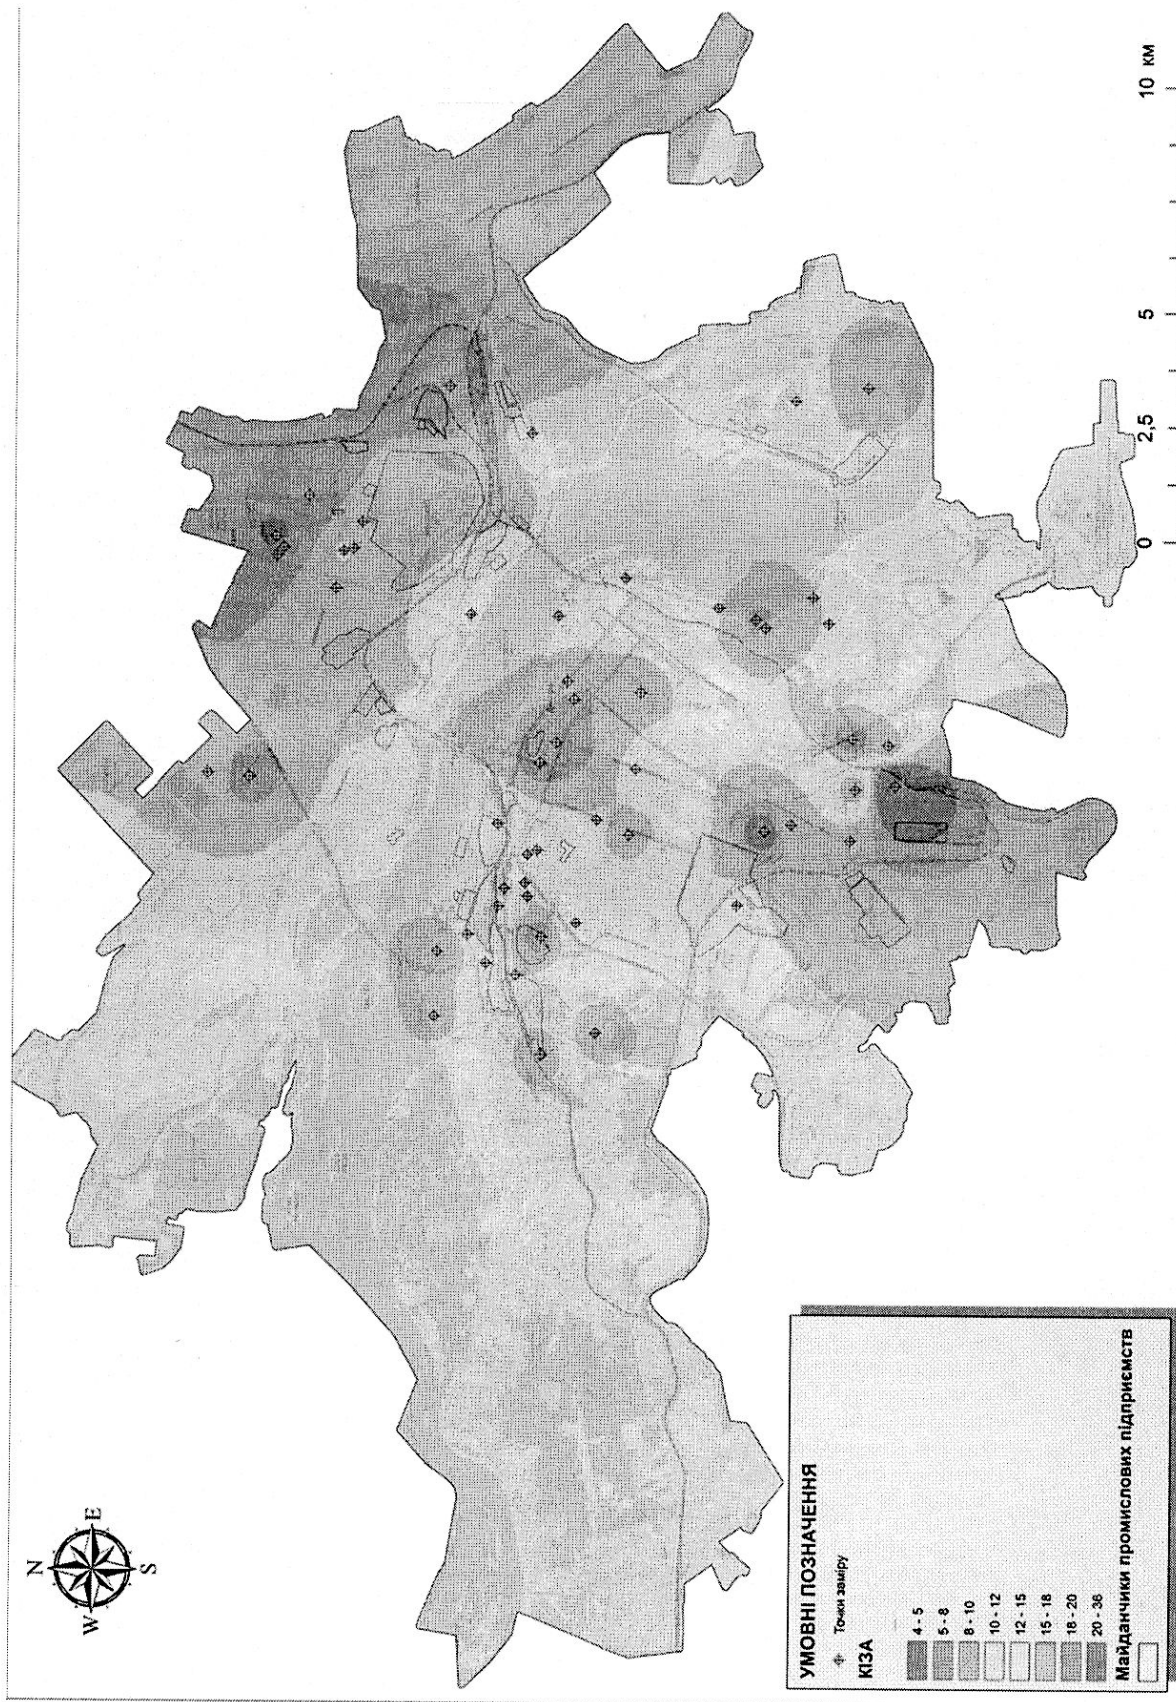 N
W
E
S
УМОВНІ ПОЗНАЧЕННЯ
Точки заміру
КІЗА
4 - 5
5 - 8
8 - 10
10 - 12
12 - 15
15 - 18
18 - 20
20 - 36
Майданчики промислових підприємств
0 2,5 5 10 км